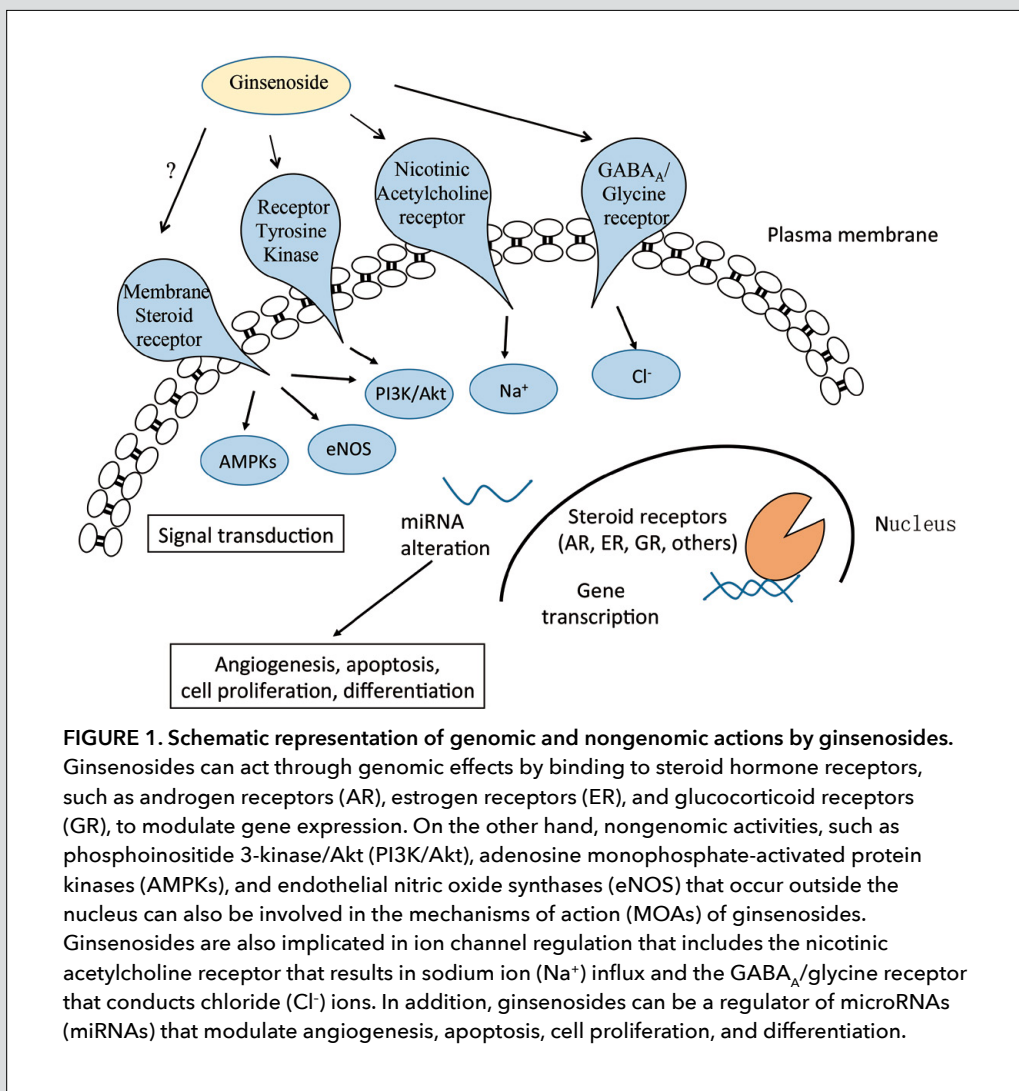 Ginsenoside
?
Nicotinic
Acetylcholine
receptor
GABA_A/
Glycine
receptor
Receptor
Tyrosine
Kinase
Plasma membrane
Membrane
Steroid
receptor
PI3K/Akt
Na⁺
Cl⁻
AMPKs
eNOS
Signal transduction
miRNA
alteration
Steroid receptors
(AR, ER, GR, others)
Nucleus
Gene
transcription
Angiogenesis, apoptosis,
cell proliferation, differentiation
FIGURE 1. Schematic representation of genomic and nongenomic actions by ginsenosides.
Ginsenosides can act through genomic effects by binding to steroid hormone receptors,
such as androgen receptors (AR), estrogen receptors (ER), and glucocorticoid receptors
(GR), to modulate gene expression. On the other hand, nongenomic activities, such as
phosphoinositide 3-kinase/Akt (PI3K/Akt), adenosine monophosphate-activated protein
kinases (AMPKs), and endothelial nitric oxide synthases (eNOS) that occur outside the
nucleus can also be involved in the mechanisms of action (MOAs) of ginsenosides.
Ginsenosides are also implicated in ion channel regulation that includes the nicotinic
acetylcholine receptor that results in sodium ion (Na⁺) influx and the GABA_A/glycine receptor
that conducts chloride (Cl⁻) ions. In addition, ginsenosides can be a regulator of microRNAs
(miRNAs) that modulate angiogenesis, apoptosis, cell proliferation, and differentiation.